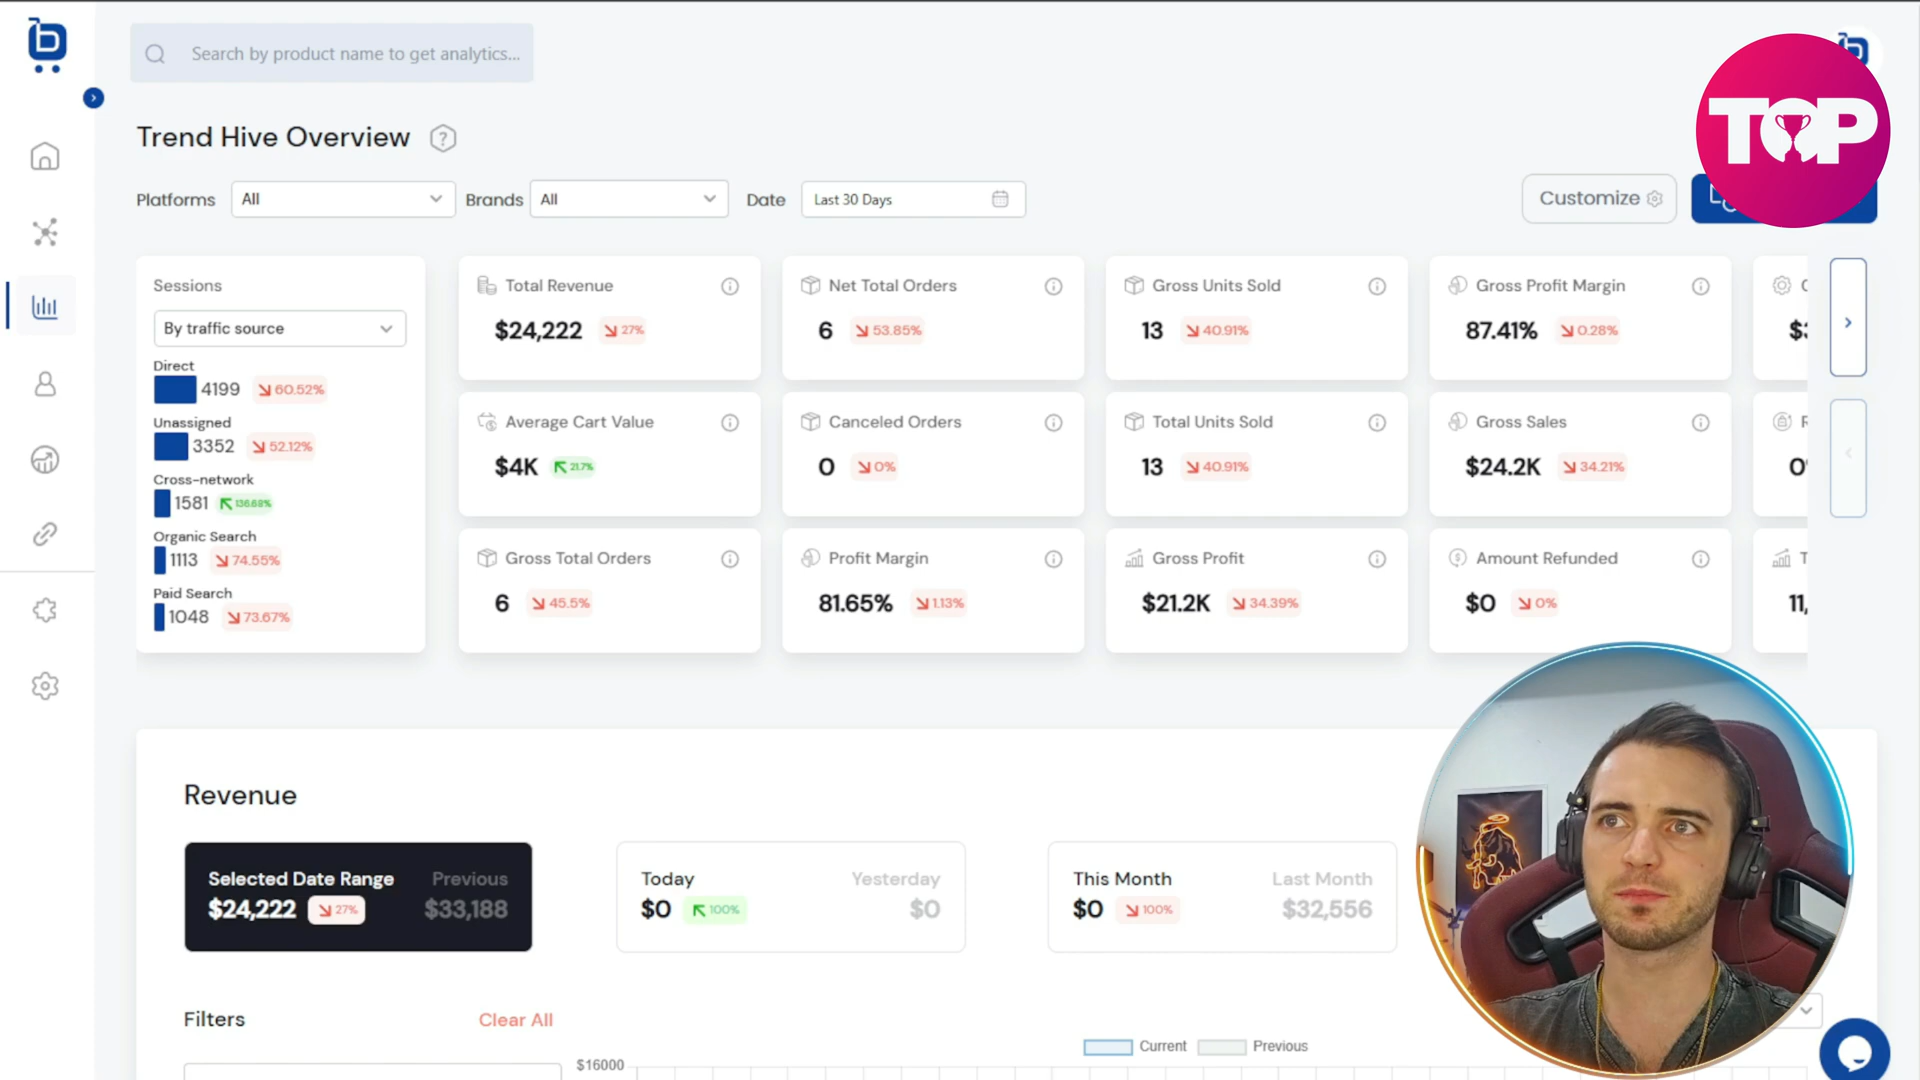 b
Search by product name to get analytics...
TOP
Trend Hive Overview
Platforms All Brands All Date Last 30 Days
Customize
Sessions
By traffic source
Direct
4199 60.52%
Unassigned
3352 52.12%
Cross-network
1581 136.68%
Organic Search
1113 74.55%
Paid Search
1048 73.67%
Total Revenue
$24,222 27%
Net Total Orders
6 53.85%
Gross Units Sold
13 40.91%
Gross Profit Margin
87.41% 0.28%
Average Cart Value
$4K 21.7%
Canceled Orders
0 0%
Total Units Sold
13 40.91%
Gross Sales
$24.2K 34.21%
Gross Total Orders
6 45.5%
Profit Margin
81.65% 1.13%
Gross Profit
$21.2K 34.39%
Amount Refunded
$0 0%
11,
Revenue
Selected Date Range Previous
$24,222 27% $33,188
Today Yesterday
$0 100% $0
This Month Last Month
$0 100% $32,556
Filters Clear All
Current Previous
$16000